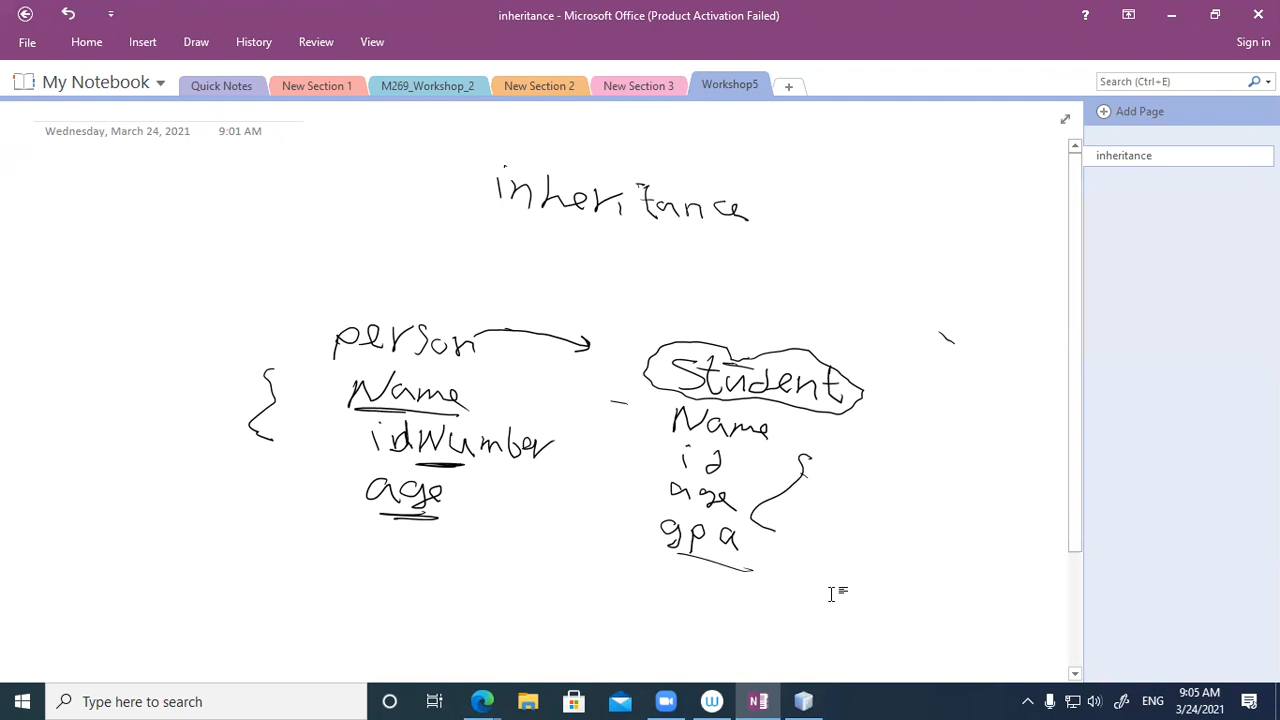 inheritance - Microsoft Office (Product Activation Failed)
?
File Home Insert Draw History Review View Sign in
My Notebook Quick Notes New Section 1 M269_Workshop_2 New Section 2 New Section 3 Workshop5 + Search (Ctrl+E)
Add Page
Wednesday, March 24, 2021 9:01 AM
inheritance
inheritance
person
Name
idNumber
age
Student
Name
id
age
gpa
Type here to search
ENG
9:05 AM
3/24/2021